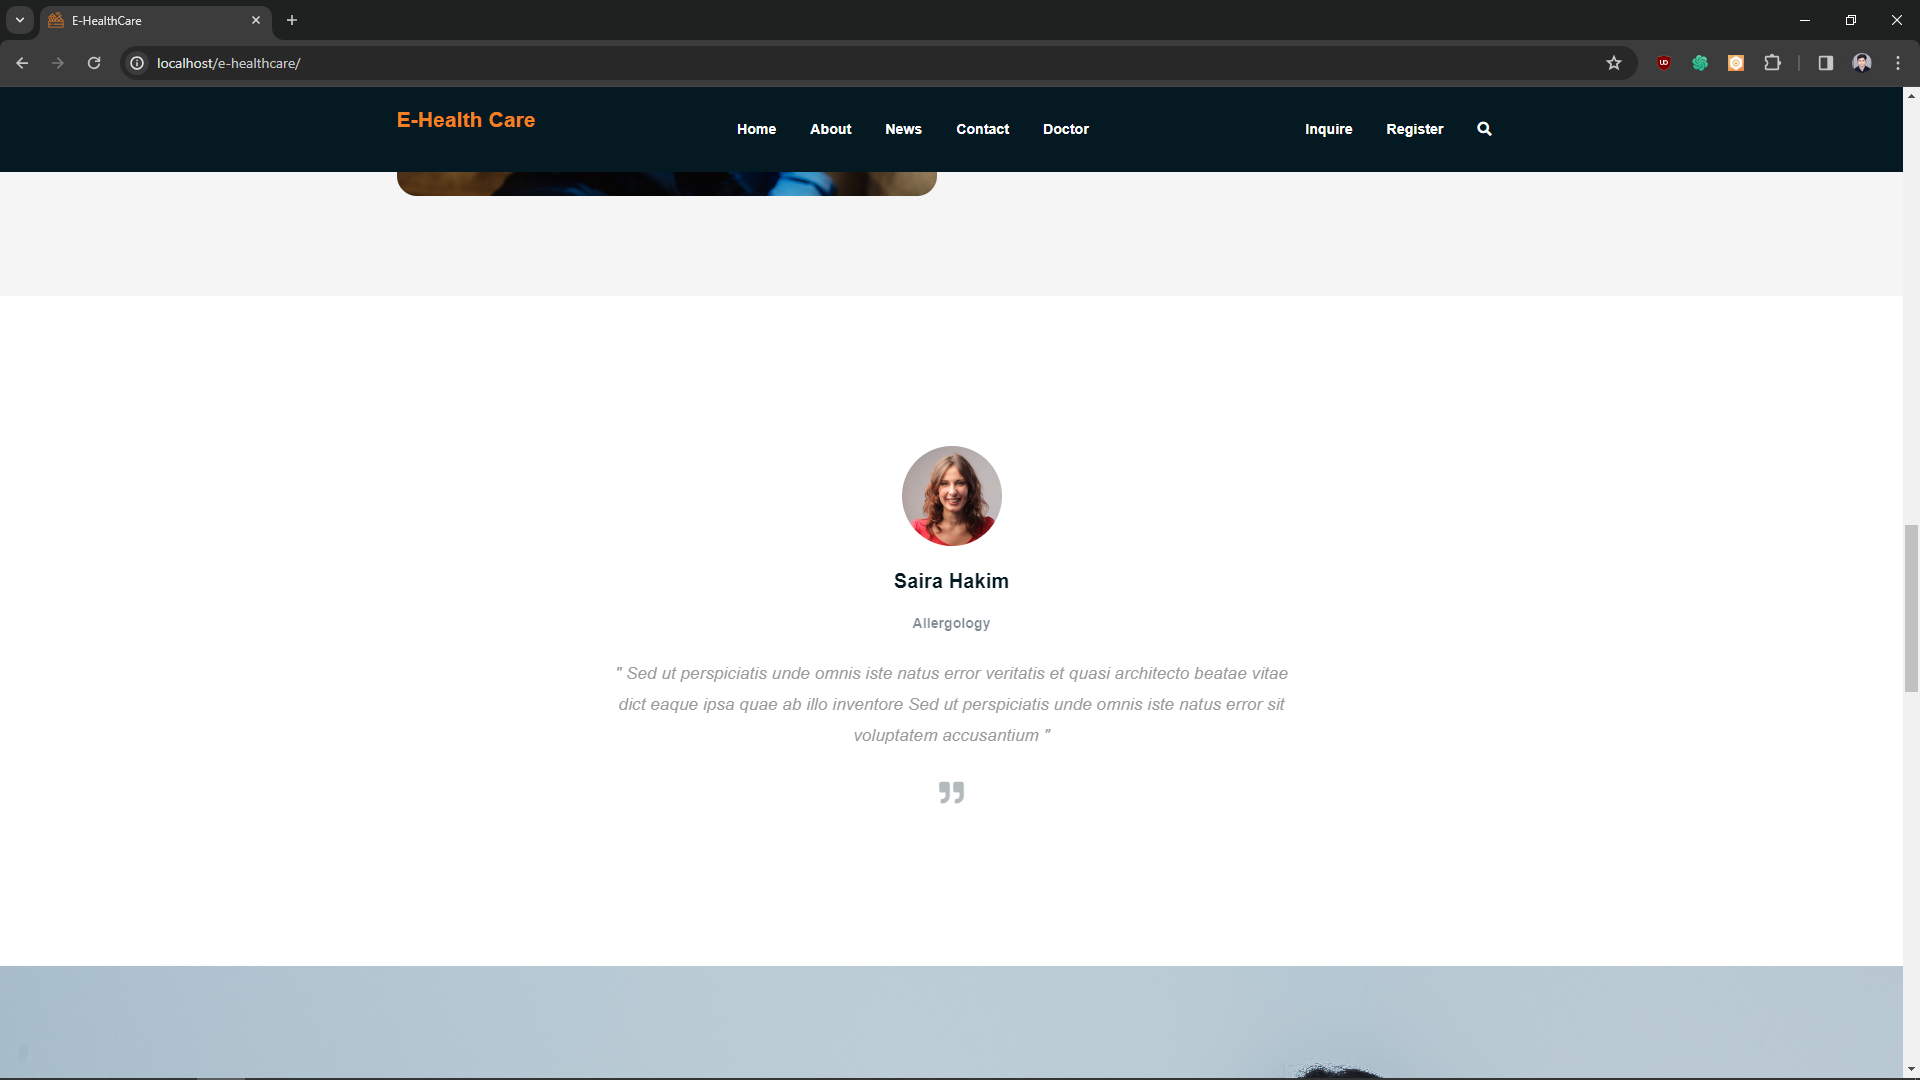 E-HealthCare
localhost/e-healthcare/
E-Health Care
Home About News Contact Doctor Inquire Register
Saira Hakim
Allergology
" Sed ut perspiciatis unde omnis iste natus error veritatis et quasi architecto beatae vitae
dict eaque ipsa quae ab illo inventore Sed ut perspiciatis unde omnis iste natus error sit
voluptatem accusantium "